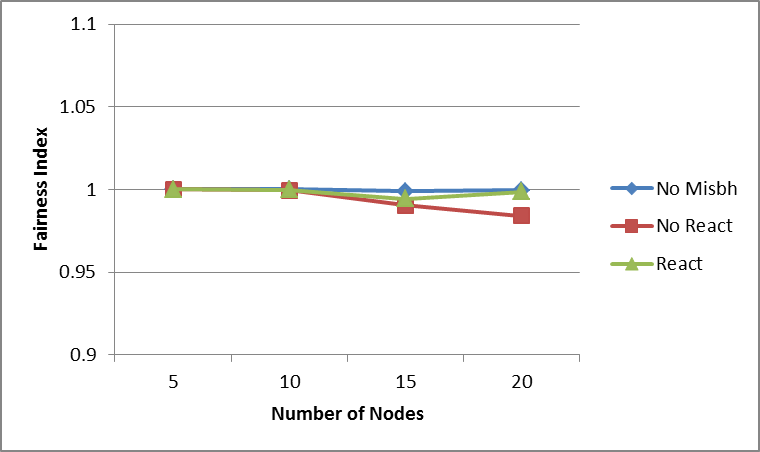 1.1
1.05
1
0.95
0.9
Fairness Index
5 10 15 20
Number of Nodes
No Misbh
No React
React